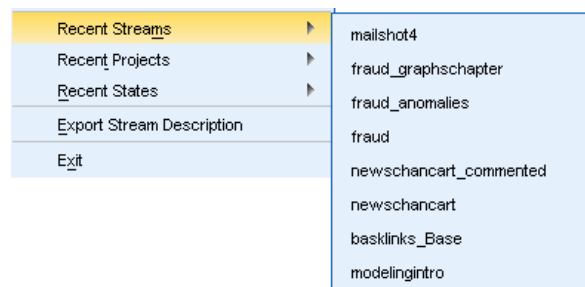 Recent Streams
Recent Projects
Recent States
Export Stream Description
Exit
mailshot4
fraud_graphschapter
fraud_anomalies
fraud
newschancart_commented
newschancart
basklinks_Base
modelingintro